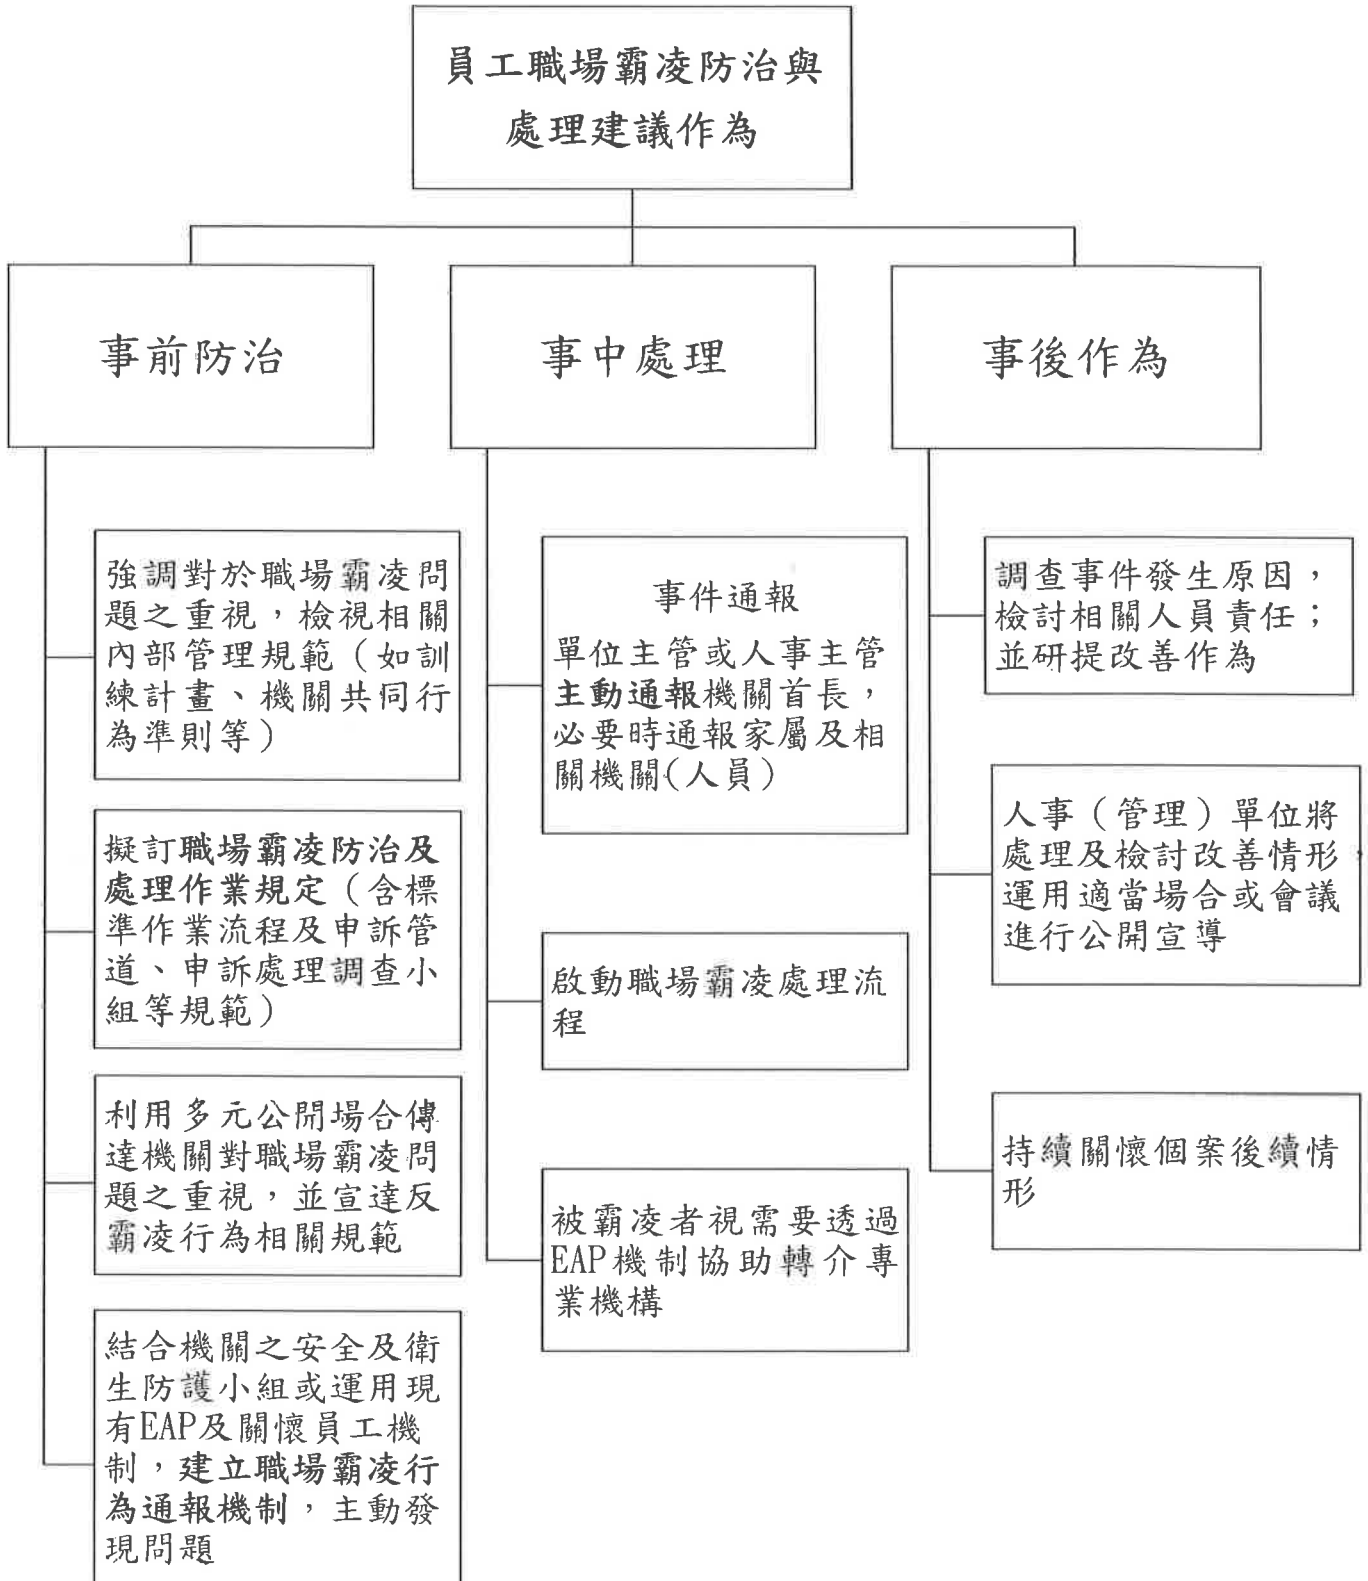 員工職場霸凌防治與
處理建議作為
事前防治
強調對於職場霸凌問
題之重視,檢視相關
內部管理規範(如訓
練計畫、機關共同行
為準則等)
擬訂職場霸凌防治及
處理作業規定(含標
準作業流程及申訴管
道、申訴處理調查小
組等規範)
利用多元公開場合傳
達機關對職場霸凌問
題之重視,並宣達反
霸凌行為相關規範
結合機關之安全及衛
生防護小組或運用現
有EAP及關懷員工機
制,建立職場霸凌行
為通報機制,主動發
現問題
事中處理
事件通報
單位主管或人事主管
主動通報機關首長,
必要時通報家屬及相
關機關(人員)
啟動職場霸凌處理流
程
被霸凌者視需要透過
EAP機制協助轉介專
業機構
事後作為
調查事件發生原因,
檢討相關人員責任;
並研提改善作為
人事(管理)單位將
處理及檢討改善情形,
運用適當場合或會議
進行公開宣導
持續關懷個案後續情
形